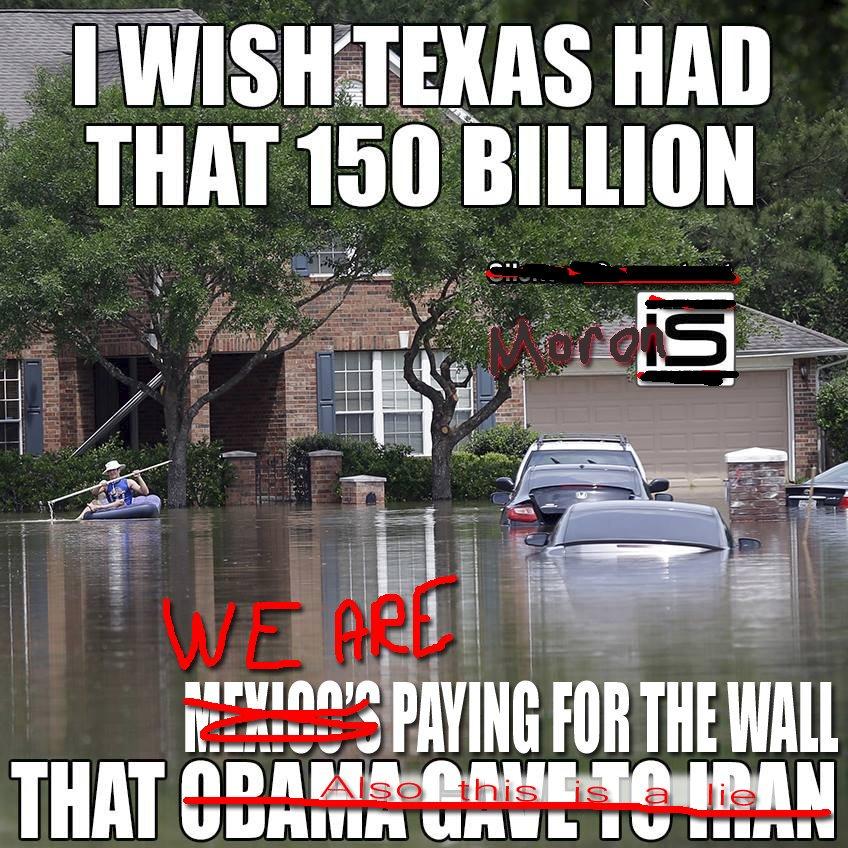 I WISH TEXAS HAD
THAT 150 BILLION
Moron is
WE ARE
MEXICO'S PAYING FOR THE WALL
THAT OBAMA GAVE TO IRAN
Also this is a lie